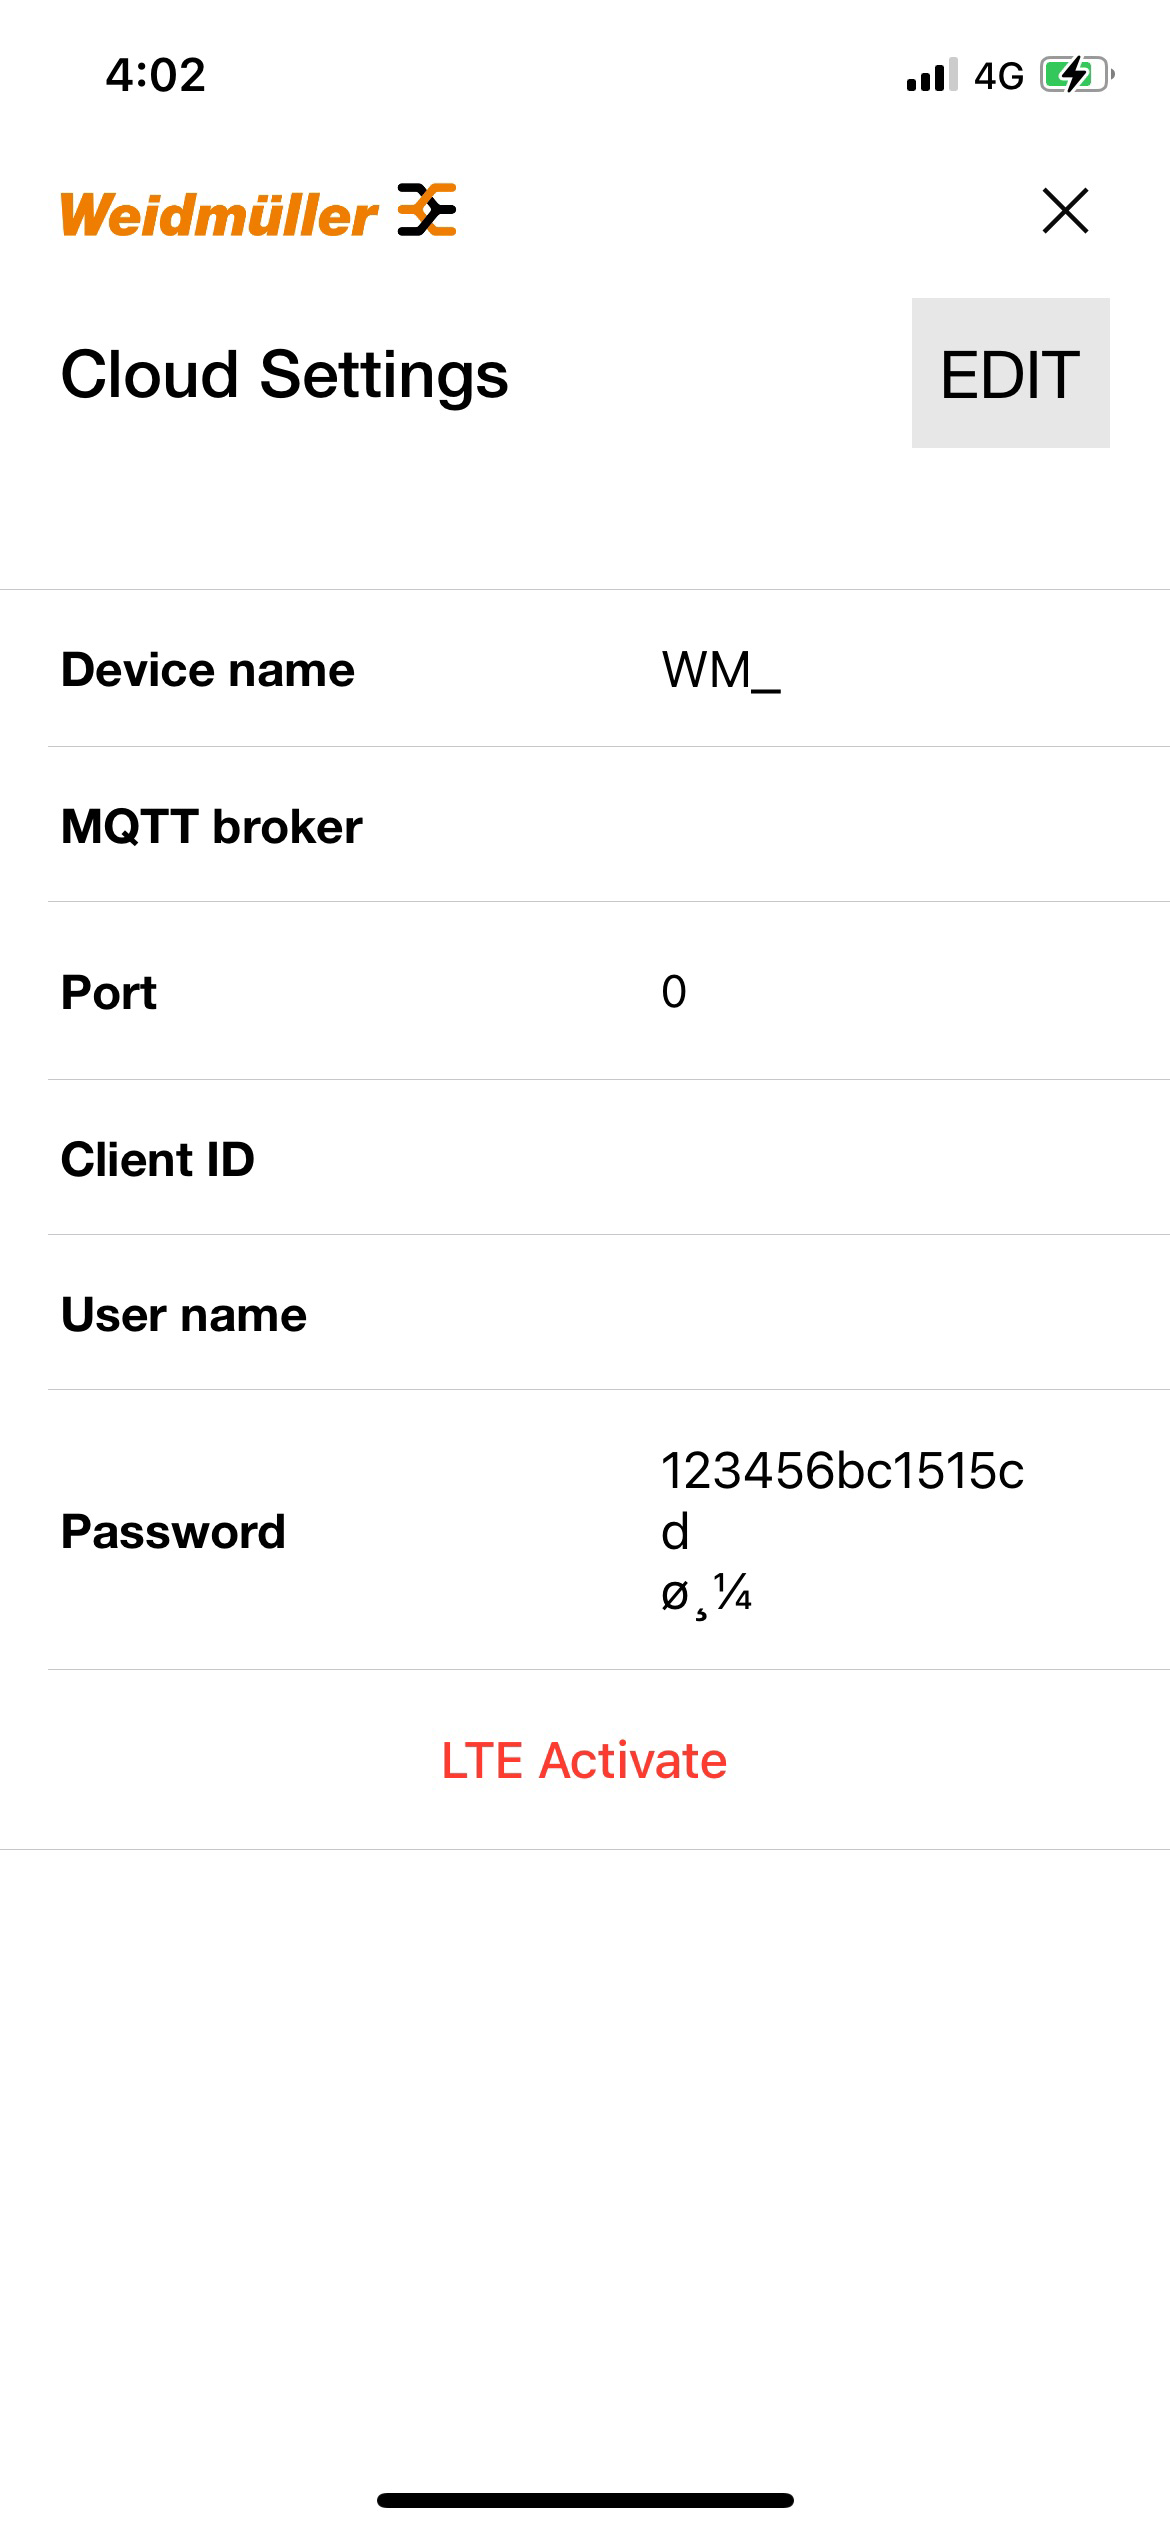 4:02 4G
Weidmüller
Cloud Settings EDIT
Device name WM_
MQTT broker
Port 0
Client ID
User name
Password 123456bc1515c
d
ø¸¼
LTE Activate